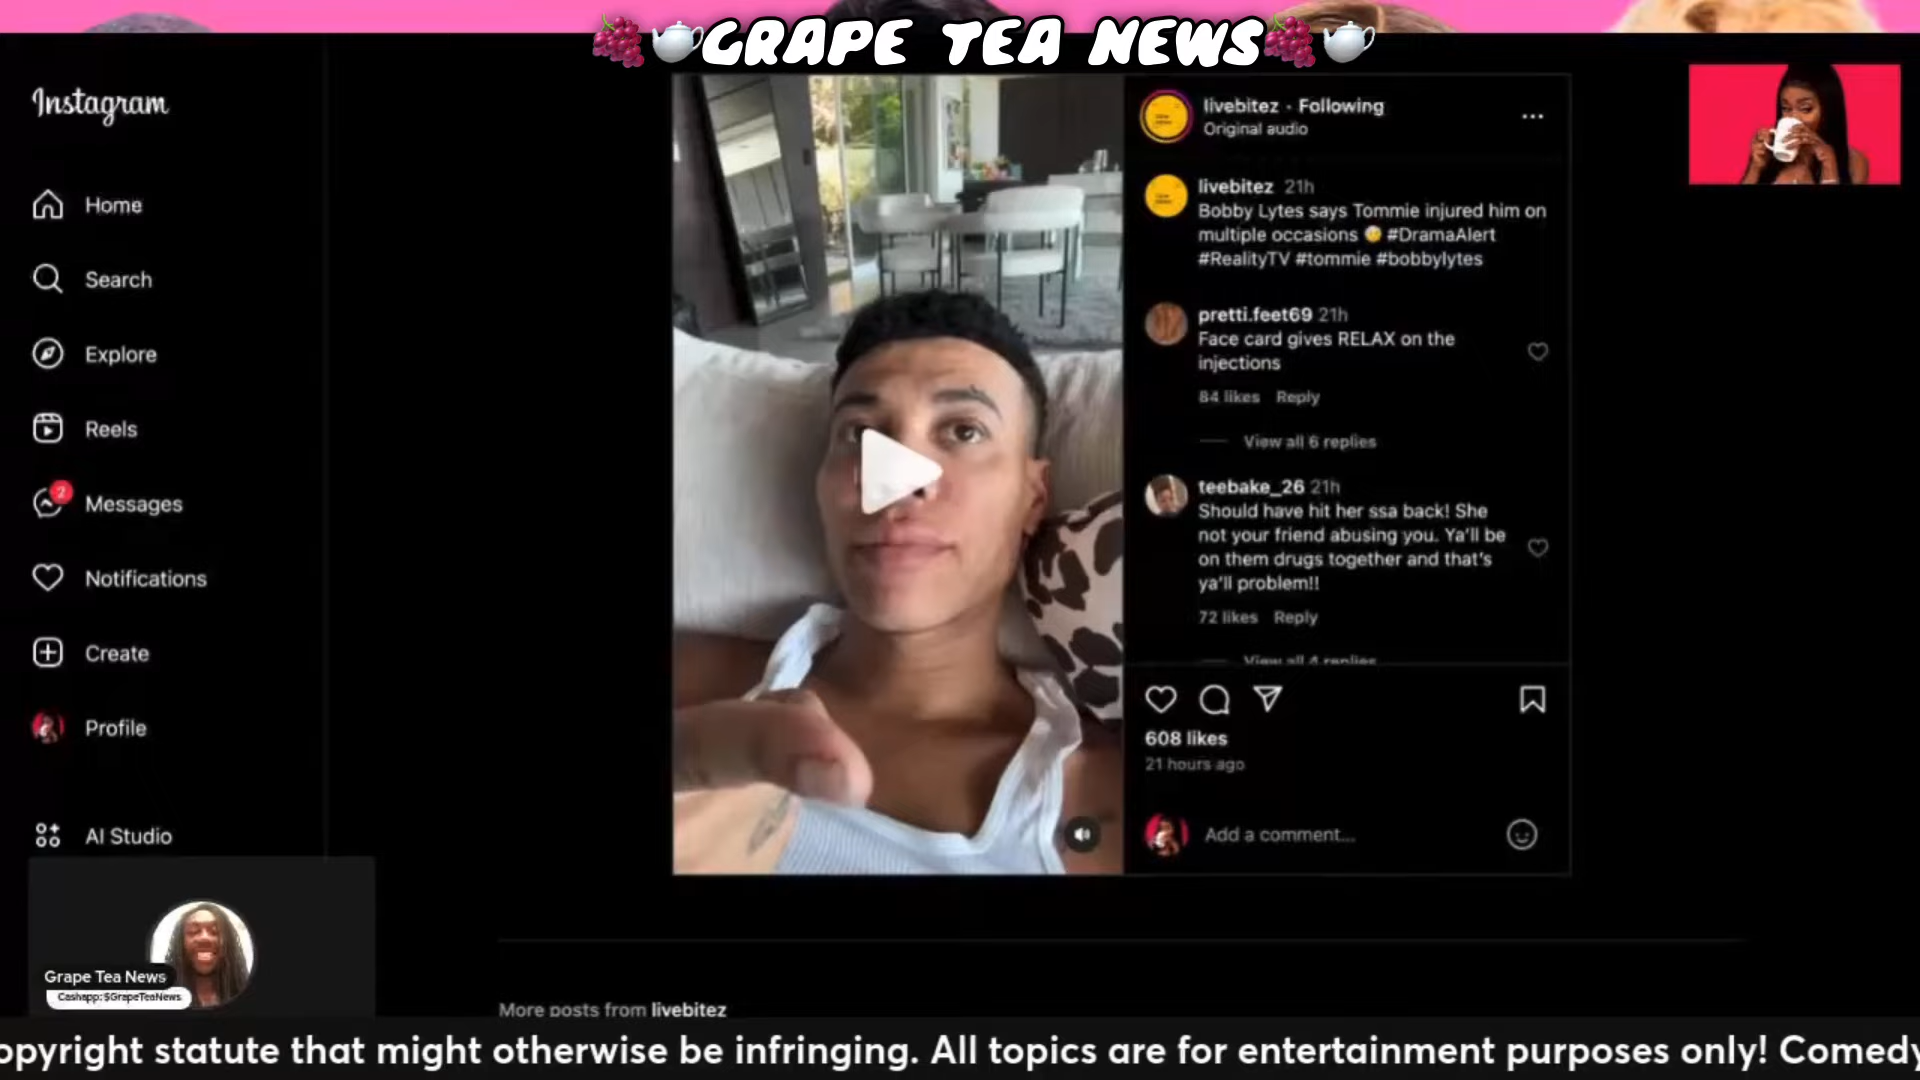 GRAPE TEA NEWS
Instagram
Home
Search
Explore
Reels
2
Messages
Notifications
Create
Profile
AI Studio
livebitez • Following
Original audio
livebitez 21h
Bobby Lytes says Tommie injured him on
multiple occasions #DramaAlert
#RealityTV #tommie #bobbylytes
pretti.feet69 21h
Face card gives RELAX on the
injections
84 likes Reply
View all 6 replies
teebake_26 21h
Should have hit her ssa back! She
not your friend abusing you. Ya'll be
on them drugs together and that's
ya'll problem!!
72 likes Reply
View all 4 replies
608 likes
21 hours ago
Add a comment...
Grape Tea News
Cashapp: $GrapeTeaNews
More posts from livebitez
opyright statute that might otherwise be infringing. All topics are for entertainment purposes only! Comedy